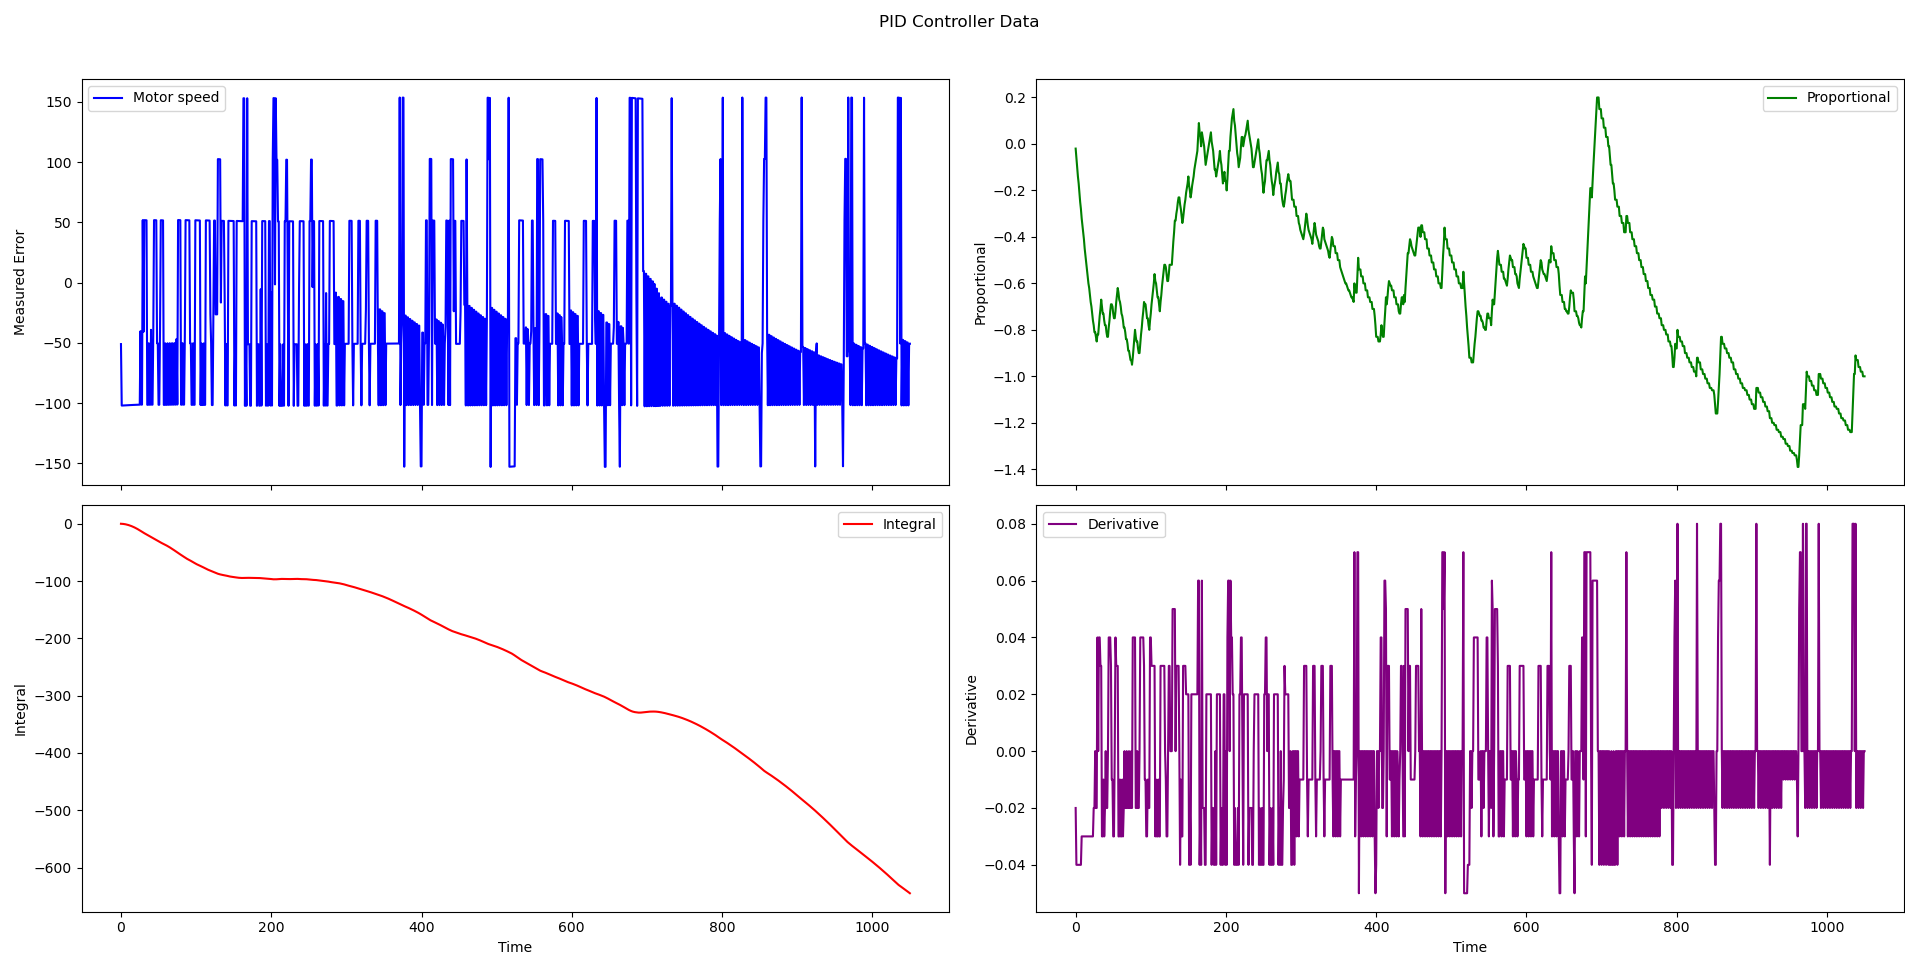 PID Controller Data
Motor speed
Measured Error
150
100
50
0
−50
−100
−150
Proportional
Proportional
0.2
0.0
−0.2
−0.4
−0.6
−0.8
−1.0
−1.2
−1.4
Integral
Integral
0
−100
−200
−300
−400
−500
−600
0 200 400 600 800 1000
Time
Derivative
Derivative
0.08
0.06
0.04
0.02
0.00
−0.02
−0.04
0 200 400 600 800 1000
Time